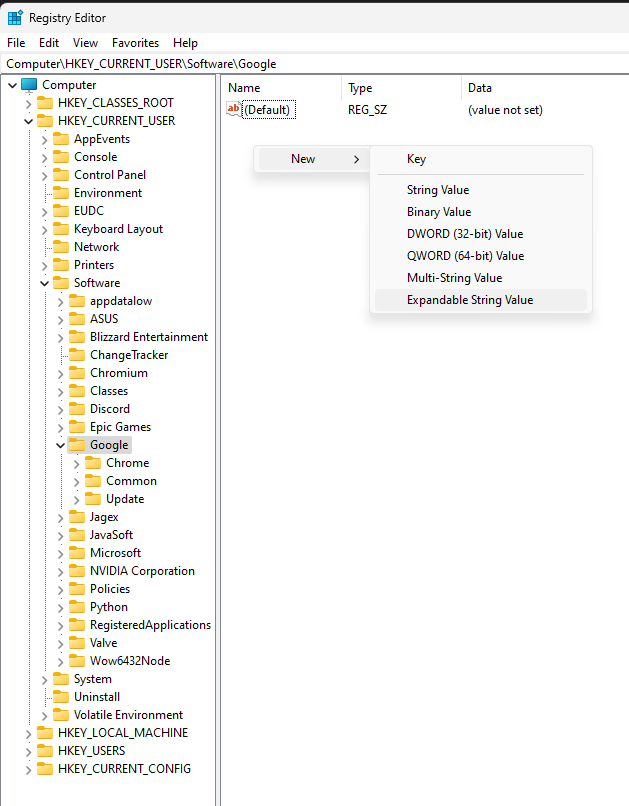 Registry Editor
File Edit View Favorites Help
Computer\HKEY_CURRENT_USER\Software\Google
Computer
HKEY_CLASSES_ROOT
HKEY_CURRENT_USER
AppEvents
Console
Control Panel
Environment
EUDC
Keyboard Layout
Network
Printers
Software
appdatalow
ASUS
Blizzard Entertainment
ChangeTracker
Chromium
Classes
Discord
Epic Games
Google
Chrome
Common
Update
Jagex
JavaSoft
Microsoft
NVIDIA Corporation
Policies
Python
RegisteredApplications
Valve
Wow6432Node
System
Uninstall
Volatile Environment
HKEY_LOCAL_MACHINE
HKEY_USERS
HKEY_CURRENT_CONFIG
Name Type Data
ab (Default) REG_SZ (value not set)
New
Key
String Value
Binary Value
DWORD (32-bit) Value
QWORD (64-bit) Value
Multi-String Value
Expandable String Value